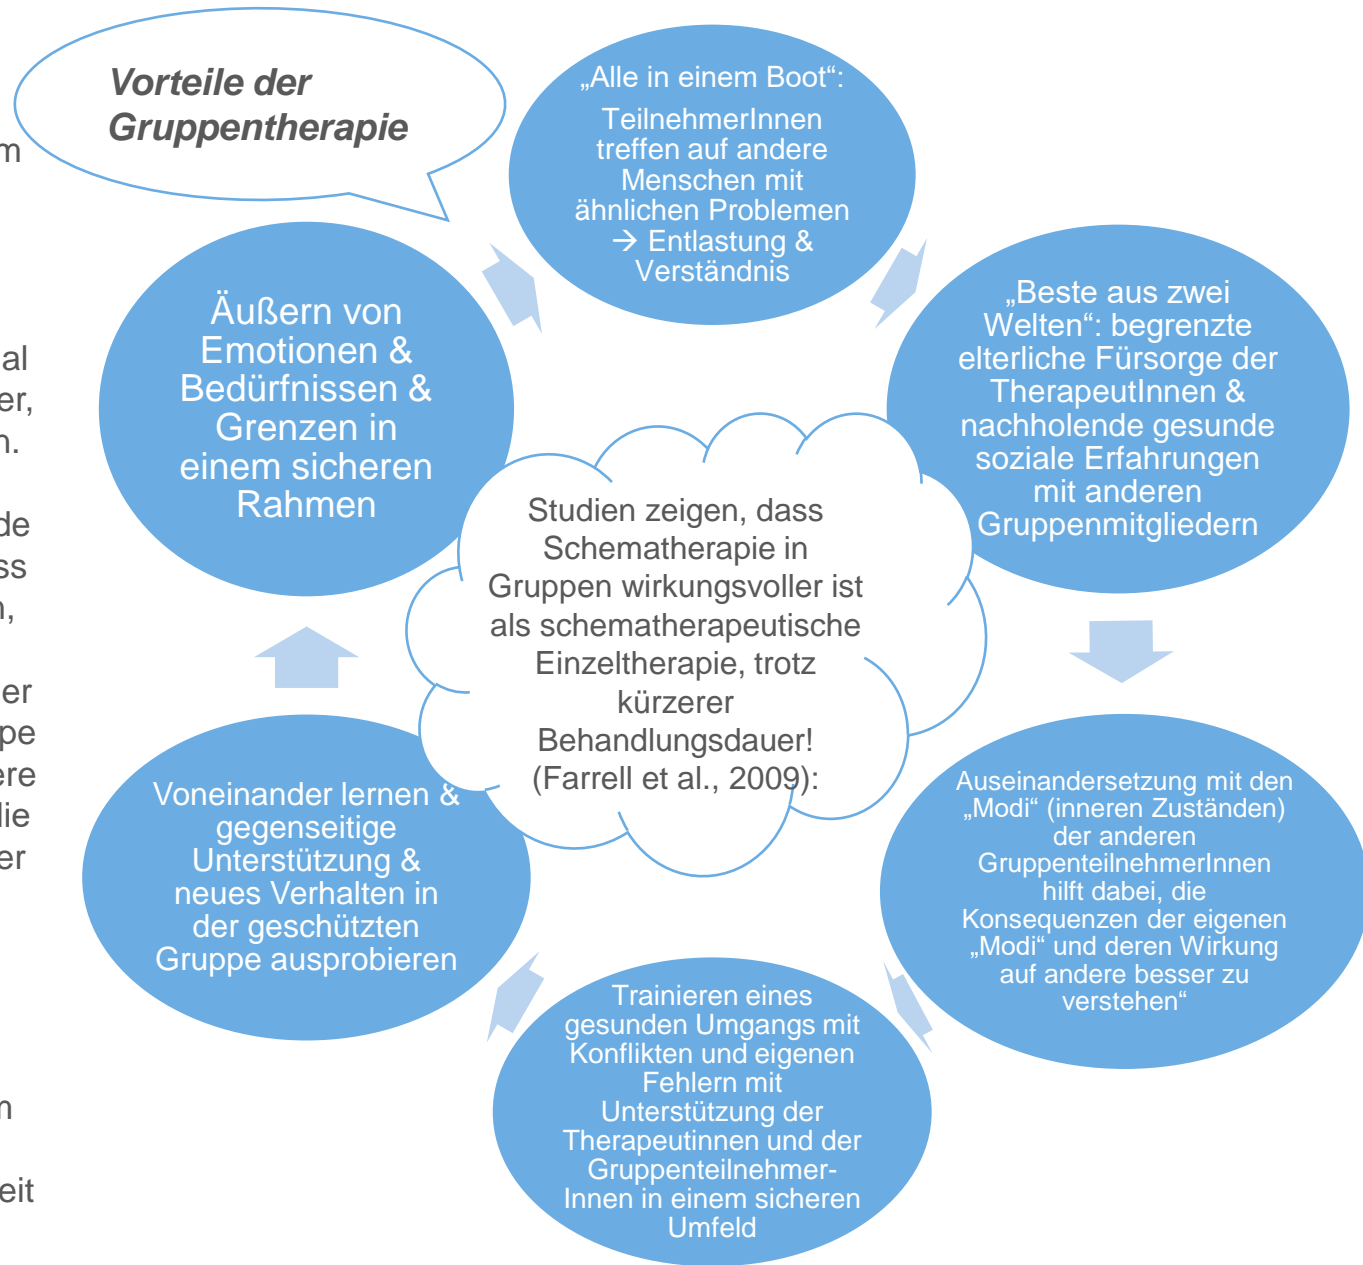 Vorteile der
Gruppentherapie
„Alle in einem Boot“:
TeilnehmerInnen
treffen auf andere
Menschen mit
ähnlichen Problemen
→ Entlastung &
Verständnis
„Beste aus zwei
Welten“: begrenzte
elterliche Fürsorge der
TherapeutInnen &
nachholende gesunde
soziale Erfahrungen
mit anderen
Gruppenmitgliedern
Auseinandersetzung mit den
„Modi“ (inneren Zuständen)
der anderen
GruppenteilnehmerInnen
hilft dabei, die
Konsequenzen der eigenen
„Modi“ und deren Wirkung
auf andere besser zu
verstehen“
Trainieren eines
gesunden Umgangs mit
Konflikten und eigenen
Fehlern mit
Unterstützung der
Therapeutinnen und der
Gruppenteilnehmer-
Innen in einem sicheren
Umfeld
Voneinander lernen &
gegenseitige
Unterstützung &
neues Verhalten in
der geschützten
Gruppe ausprobieren
Äußern von
Emotionen &
Bedürfnissen &
Grenzen in
einem sicheren
Rahmen
Studien zeigen, dass
Schematherapie in
Gruppen wirkungsvoller ist
als schematherapeutische
Einzeltherapie, trotz
kürzerer
Behandlungsdauer!
(Farrell et al., 2009):